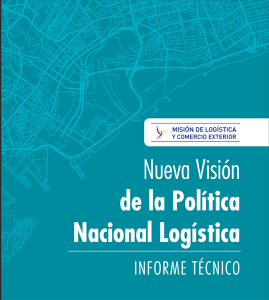 MISIÓN DE LOGÍSTICA
Y COMERCIO EXTERIOR
Nueva Visión
de la Política
Nacional Logística
INFORME TÉCNICO